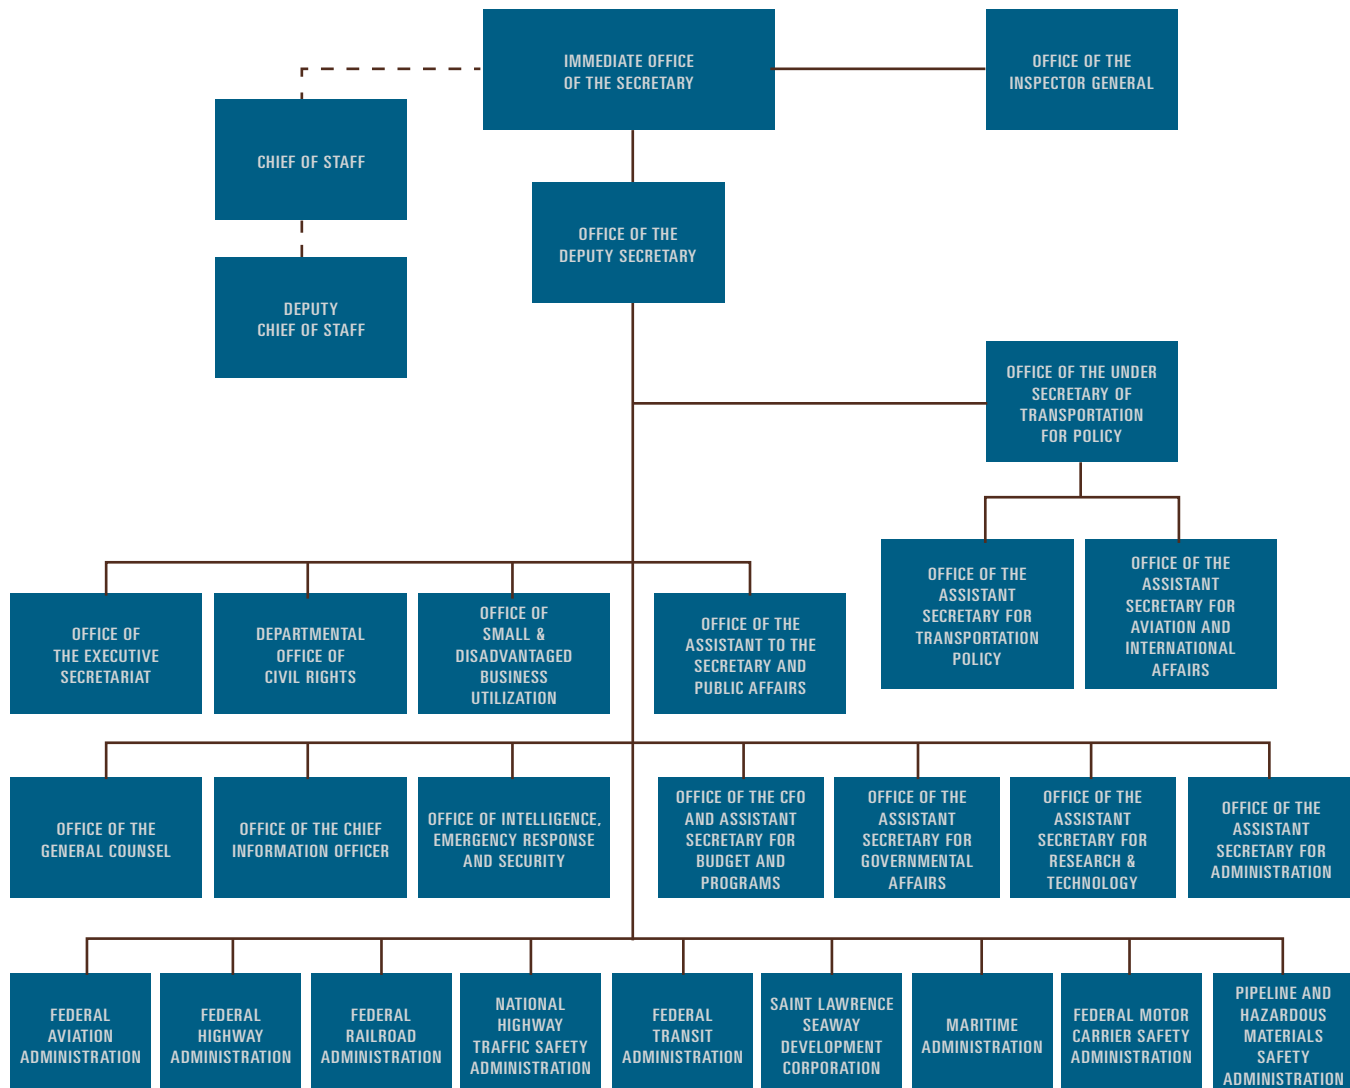 IMMEDIATE OFFICE
OF THE SECRETARY
OFFICE OF THE
INSPECTOR GENERAL
CHIEF OF STAFF
OFFICE OF THE
DEPUTY SECRETARY
DEPUTY
CHIEF OF STAFF
OFFICE OF THE UNDER
SECRETARY OF
TRANSPORTATION
FOR POLICY
OFFICE OF THE
ASSISTANT
SECRETARY FOR
TRANSPORTATION
POLICY
OFFICE OF THE
ASSISTANT
SECRETARY FOR
AVIATION AND
INTERNATIONAL
AFFAIRS
OFFICE OF
THE EXECUTIVE
SECRETARIAT
DEPARTMENTAL
OFFICE OF
CIVIL RIGHTS
OFFICE OF
SMALL &
DISADVANTAGED
BUSINESS
UTILIZATION
OFFICE OF THE
ASSISTANT TO THE
SECRETARY AND
PUBLIC AFFAIRS
OFFICE OF THE
GENERAL COUNSEL
OFFICE OF THE CHIEF
INFORMATION OFFICER
OFFICE OF INTELLIGENCE,
EMERGENCY RESPONSE
AND SECURITY
OFFICE OF THE CFO
AND ASSISTANT
SECRETARY FOR
BUDGET AND
PROGRAMS
OFFICE OF THE
ASSISTANT
SECRETARY FOR
GOVERNMENTAL
AFFAIRS
OFFICE OF THE
ASSISTANT
SECRETARY FOR
RESEARCH &
TECHNOLOGY
OFFICE OF THE
ASSISTANT
SECRETARY FOR
ADMINISTRATION
FEDERAL
AVIATION
ADMINISTRATION
FEDERAL
HIGHWAY
ADMINISTRATION
FEDERAL
RAILROAD
ADMINISTRATION
NATIONAL
HIGHWAY
TRAFFIC SAFETY
ADMINISTRATION
FEDERAL
TRANSIT
ADMINISTRATION
SAINT LAWRENCE
SEAWAY
DEVELOPMENT
CORPORATION
MARITIME
ADMINISTRATION
FEDERAL MOTOR
CARRIER SAFETY
ADMINISTRATION
PIPELINE AND
HAZARDOUS
MATERIALS
SAFETY
ADMINISTRATION